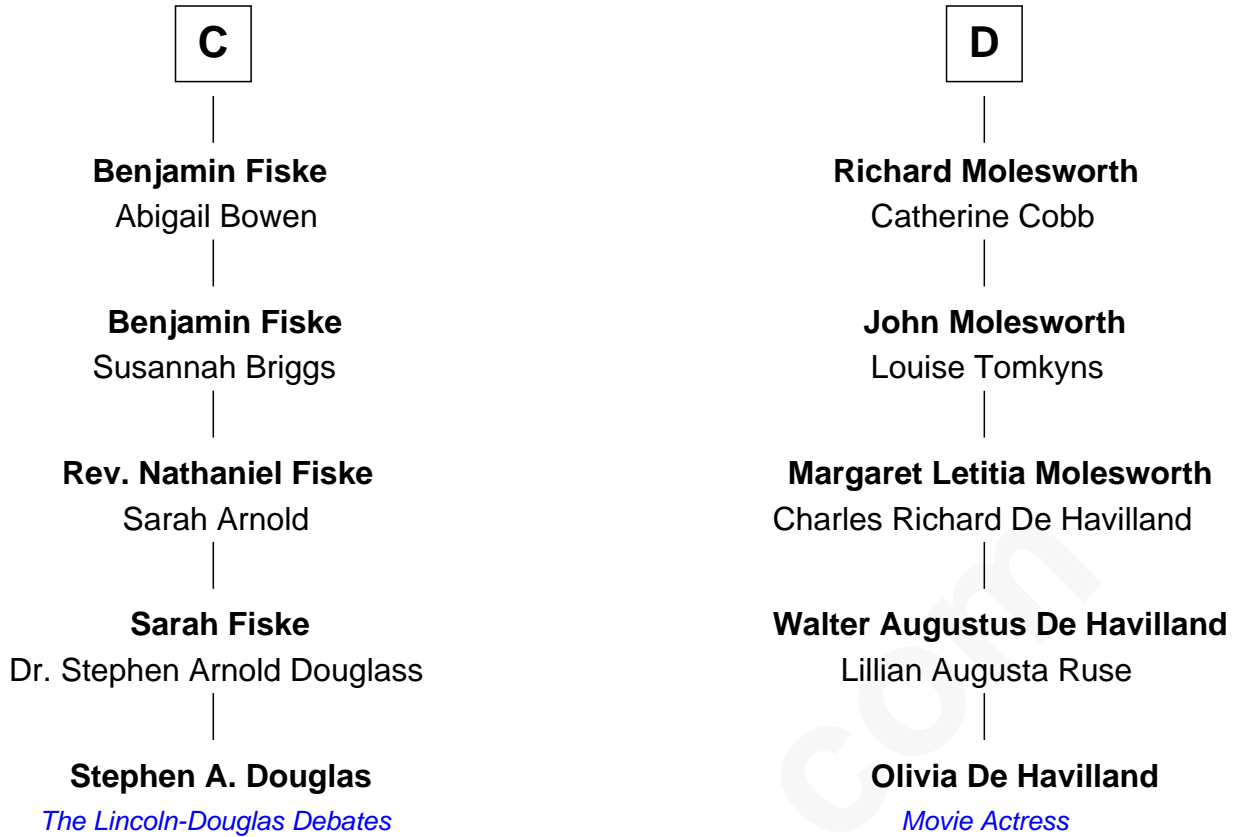 C
Benjamin Fiske
Abigail Bowen
Benjamin Fiske
Susannah Briggs
Rev. Nathaniel Fiske
Sarah Arnold
Sarah Fiske
Dr. Stephen Arnold Douglass
Stephen A. Douglas
The Lincoln-Douglas Debates
D
Richard Molesworth
Catherine Cobb
John Molesworth
Louise Tomkyns
Margaret Letitia Molesworth
Charles Richard De Havilland
Walter Augustus De Havilland
Lillian Augusta Ruse
Olivia De Havilland
Movie Actress
com